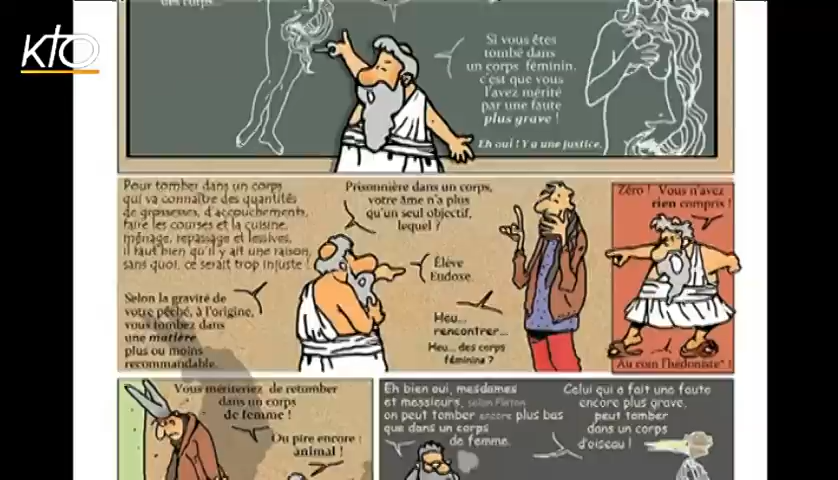 des corps...
KTO
Si vous êtes
tombé dans
un corps féminin,
c'est que vous
l'avez mérité
par une faute
plus grave !
Eh oui ! Y a une justice.
Pour tomber dans un corps
qui va connaître des quantités
de grossesses, d'accouchements,
faire les courses et la cuisine,
ménage, repassage et lessives,
il faut bien qu'il y ait une raison,
sans quoi, ce serait trop injuste !
Selon la gravité de
votre péché, à l'origine,
vous tombez dans
une matière
plus ou moins
recommandable.
Prisonnière dans un corps,
votre âme n'a plus
qu'un seul objectif,
lequel ?
Élève
Eudoxe.
Heu...
rencontrer...
Heu... des corps
féminins ?
Zéro ! Vous n'avez
rien compris !
Au coin l'hédoniste* !
Vous mériteriez de retomber
dans un corps
de femme !
Ou pire encore :
animal !
Eh bien oui, mesdames
et messieurs, selon Platon
on peut tomber encore plus bas
que dans un corps
de femme.
Celui qui a fait une faute
encore plus grave,
peut tomber
dans un corps
d'oiseau !